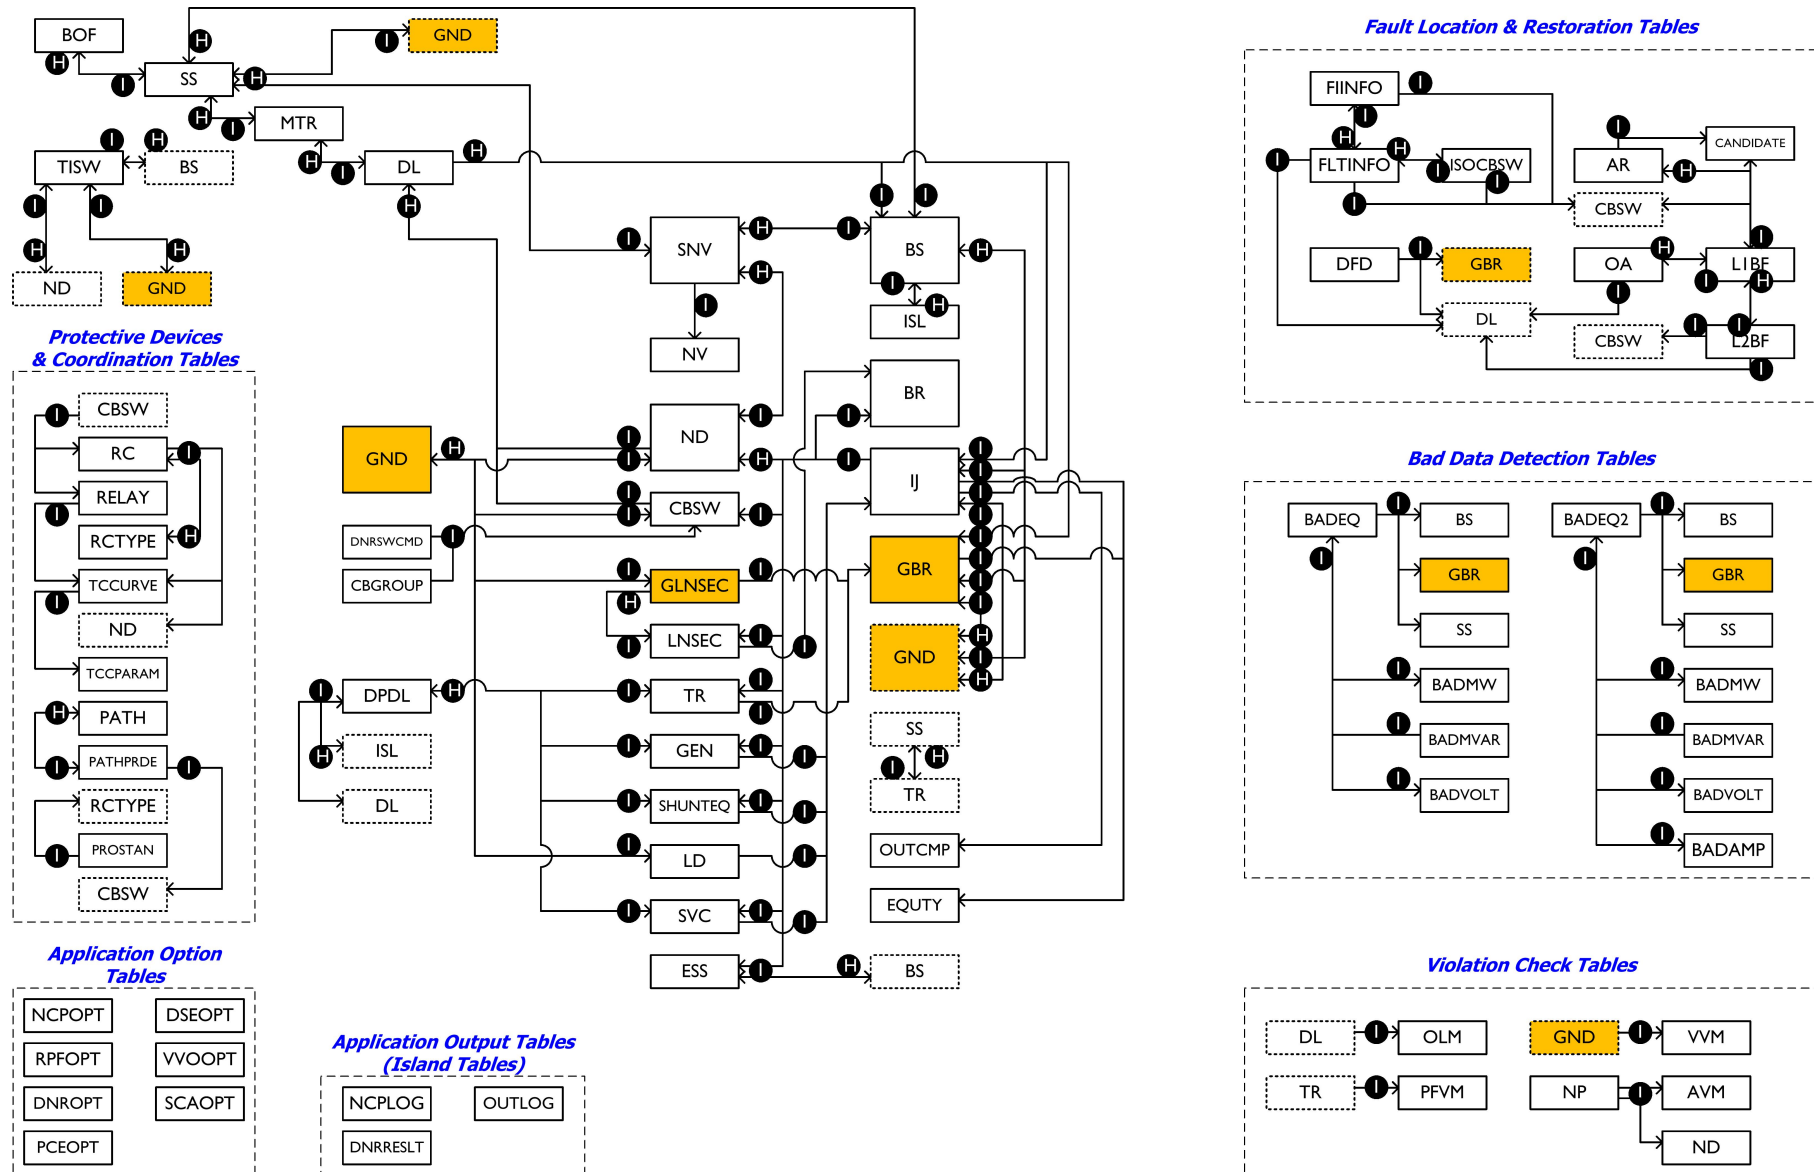 BOF
SS
GND
MTR
TISW
BS
DL
ND
GND
SNV
BS
ISL
NV
BR
ND
GND
IJ
CBSW
DNRSWCMD
CBGROUP
GLNSEC
GBR
LNSEC
GND
DPDL
TR
ISL
GEN
SS
DL
SHUNTEQ
TR
LD
OUTCMP
SVC
EQUTY
ESS
BS
Protective Devices
& Coordination Tables
CBSW
RC
RELAY
RCTYPE
TCCURVE
ND
TCCPARAM
PATH
PATHPRDE
RCTYPE
PROSTAN
CBSW
Application Option
Tables
NCPOPT
DSEOPT
RPFOPT
VVOOPT
DNROPT
SCAOPT
PCEOPT
Application Output Tables
(Island Tables)
NCPLOG
OUTLOG
DNRRESLT
Fault Location & Restoration Tables
FIINFO
FLTINFO
ISOCBSW
AR
CANDIDATE
CBSW
DFD
GBR
OA
L1BF
DL
CBSW
L2BF
Bad Data Detection Tables
BADEQ
BS
BADEQ2
BS
GBR
GBR
SS
SS
BADMW
BADMW
BADMVAR
BADMVAR
BADVOLT
BADVOLT
BADAMP
Violation Check Tables
DL
OLM
GND
VVM
TR
PFVM
NP
AVM
ND